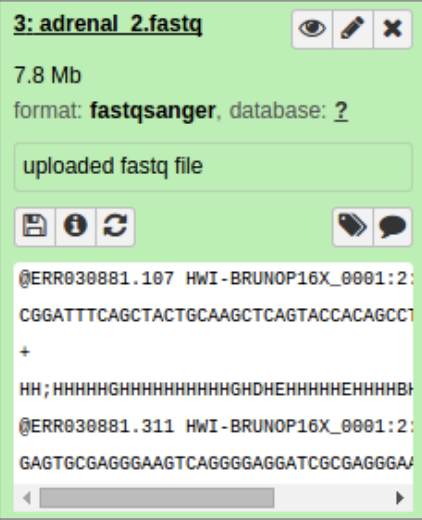 3: adrenal_2.fastq
7.8 Mb
format: fastqsanger, database: ?
uploaded fastq file
@ERR030881.107 HWI-BRUNOP16X_0001:2:
CGGATTTCAGCTACTGCAAGCTCAGTACCACAGCCT
+
HH;HHHHHGHHHHHHHHHHGHDHEHHHHHEHHHHBH
@ERR030881.311 HWI-BRUNOP16X_0001:2:
GAGTGCGAGGGAAGTCAGGGGAGGATCGCGAGGGAA